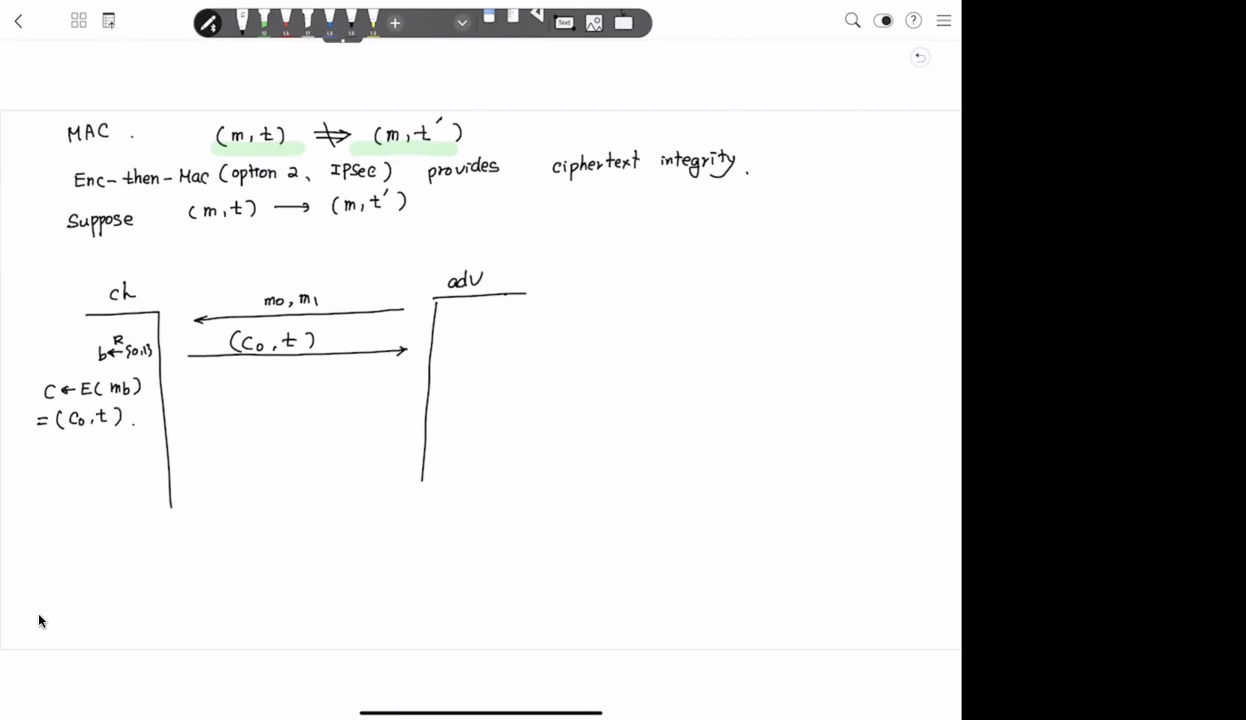 Text
MAC . (m,t) ⇏ (m,t′)
Enc-then-Mac (option 2、 IPSec) provides ciphertext integrity.
Suppose (m,t) → (m,t′)
ch adv
m₀, m₁
b ←ᴿ {0,1} (C₀,t)
C ← E(mb)
= (C₀,t).